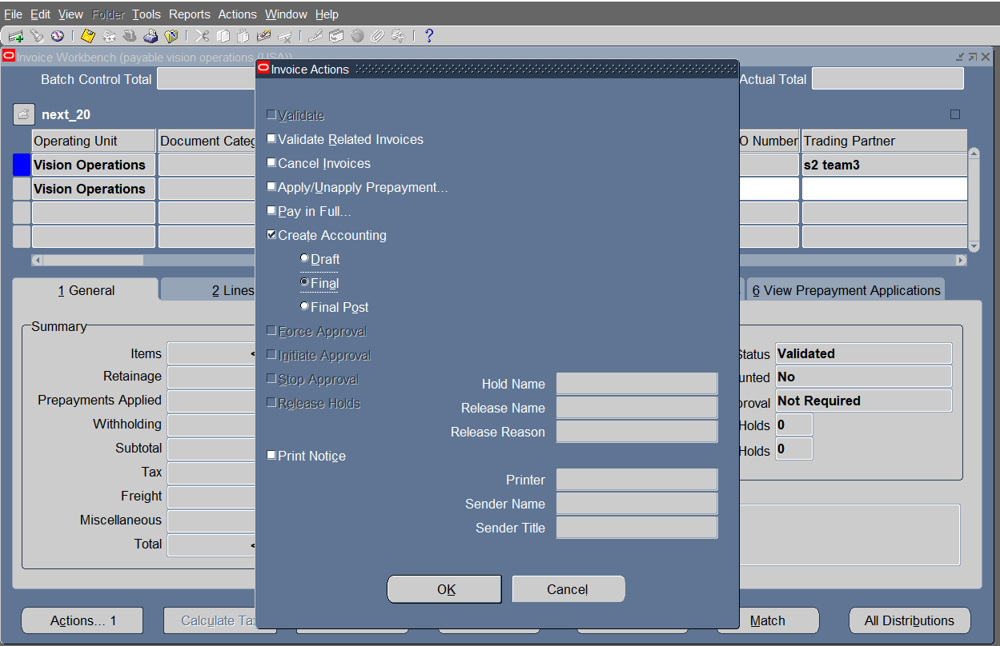 File Edit View Folder Tools Reports Actions Window Help
Invoice Workbench (payable vision operations (USA))
Invoice Actions
Batch Control Total
Actual Total
next_20
Operating Unit
Document Categ
O Number
Trading Partner
Vision Operations
s2 team3
Vision Operations
1 General
2 Lines
6 View Prepayment Applications
Summary
Items
Retainage
Prepayments Applied
Withholding
Subtotal
Tax
Freight
Miscellaneous
Total
Validate
Validate Related Invoices
Cancel Invoices
Apply/Unapply Prepayment...
Pay in Full...
Create Accounting
Draft
Final
Final Post
Force Approval
Initiate Approval
Stop Approval
Release Holds
Hold Name
Release Name
Release Reason
Print Notice
Printer
Sender Name
Sender Title
OK
Cancel
Status Validated
unted No
roval Not Required
Holds 0
Holds 0
Actions... 1
Calculate Ta
Match
All Distributions